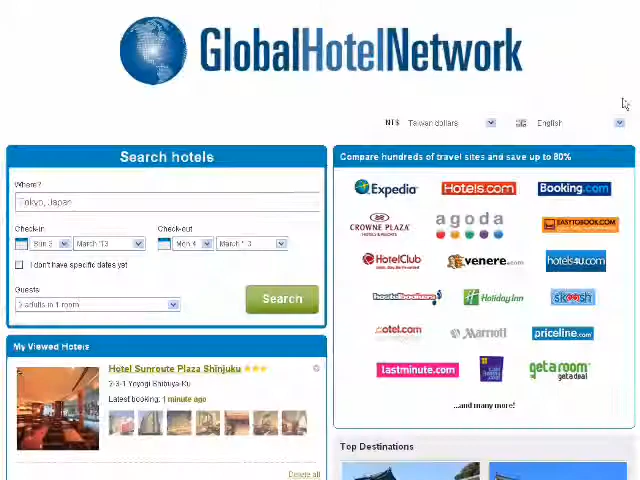 GlobalHotelNetwork
NT$ Taiwan dollars English
Search hotels
Where?
Tokyo, Japan
Check-in Check-out
Sun 3 March '13 Mon 4
I don't have specific dates yet
Guests
2 adults in 1 room
Search
My Viewed Hotels
Hotel Sunroute Plaza Shinjuku
2-3-1 Yoyogi Shibuya-Ku
Latest booking: 1 minute ago
Delete all
Compare hundreds of travel sites and save up to 80%
Expedia Hotels.com Booking.com
CROWNE PLAZA agoda EASYTOBOOK.COM
HOTELS & RESORTS
HotelClub venere.com hotels4u.com
Holiday Inn skoosh
otel.com Marriott priceline.com
lastminute.com getaroom
getadeal
...and many more!
Top Destinations